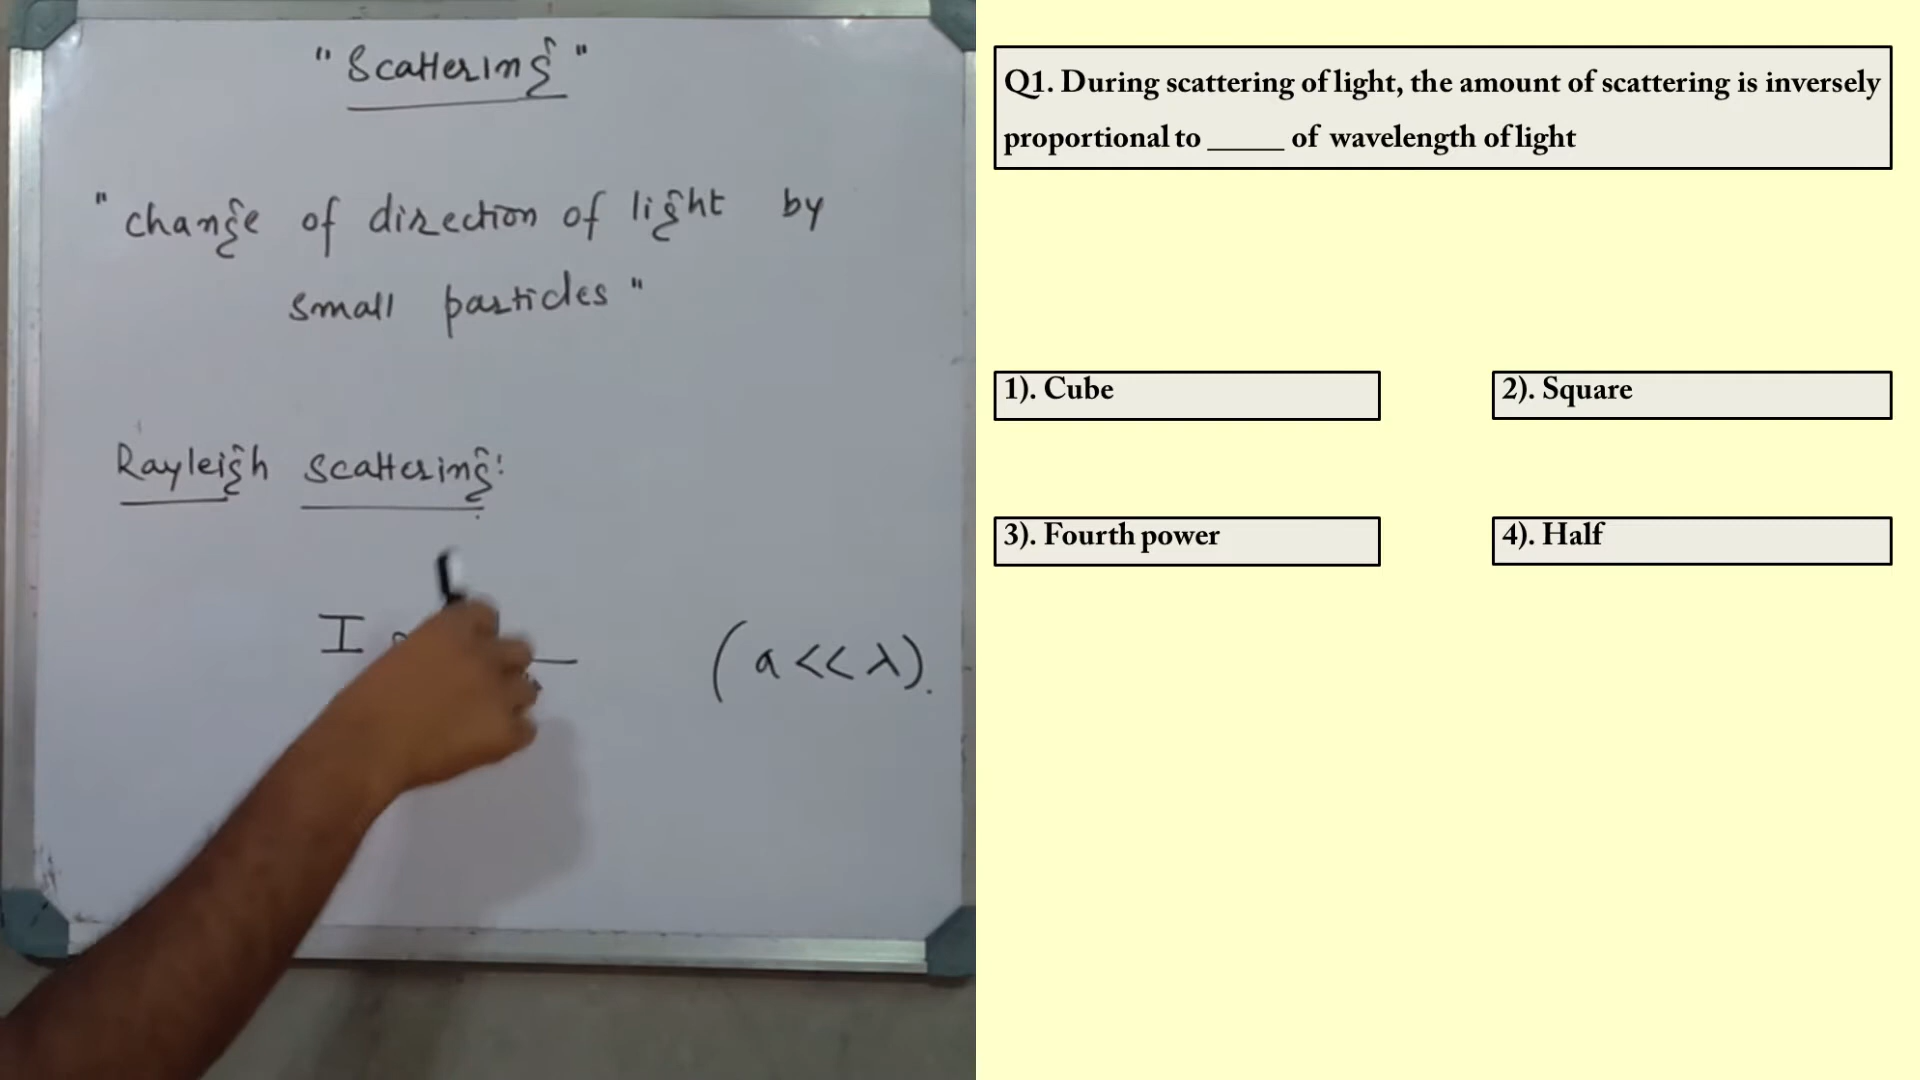 "Scattering"
"change of direction of light by
small particles"
Rayleigh scattering:
I
(a<<λ).
Q1. During scattering of light, the amount of scattering is inversely
proportional to _____ of wavelength of light
1). Cube
2). Square
3). Fourth power
4). Half